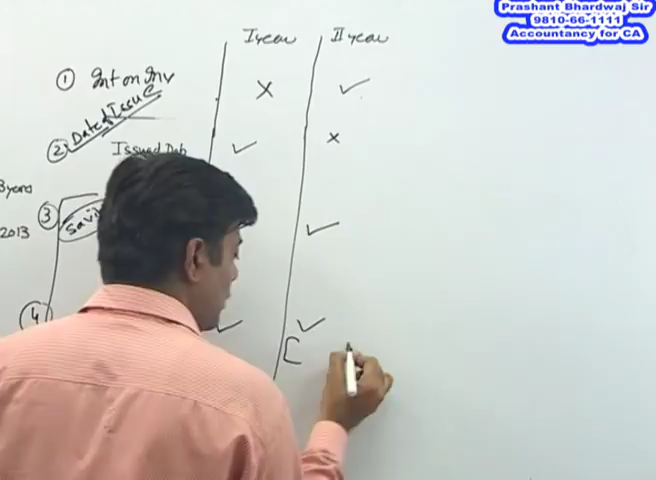 Prashant Bhardwaj Sir
9810-66-1111
Accountancy for CA
I year II year
① Int on Inv × ✓
Date of Issue
② Issued Deb ✓ ×
3 years
③ Savi ✓
2013
④ ✓ ✓
[